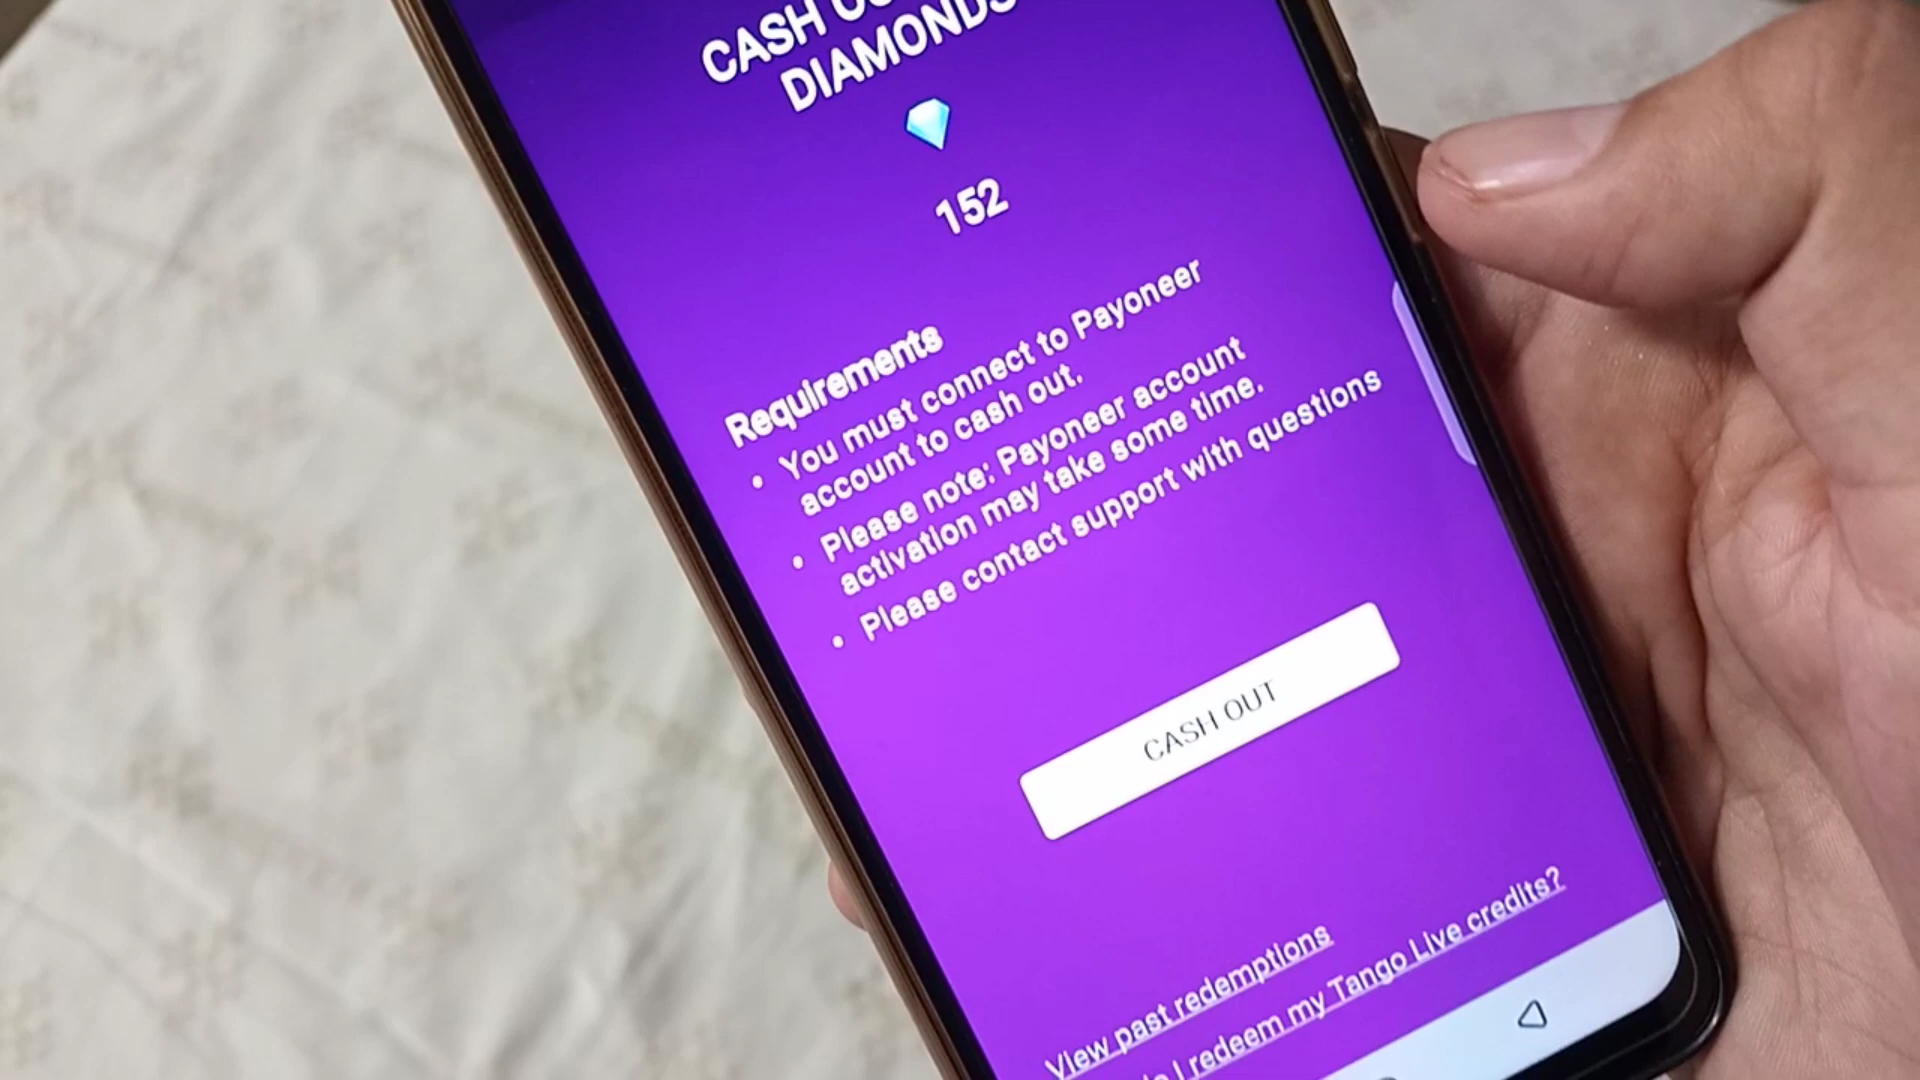 CASH
DIAMONDS
152
Requirements
• You must connect to Payoneer
account to cash out.
• Please note: Payoneer account
activation may take some time.
• Please contact support with questions
CASH OUT
View past redemptions
I redeem my Tango Live credits?